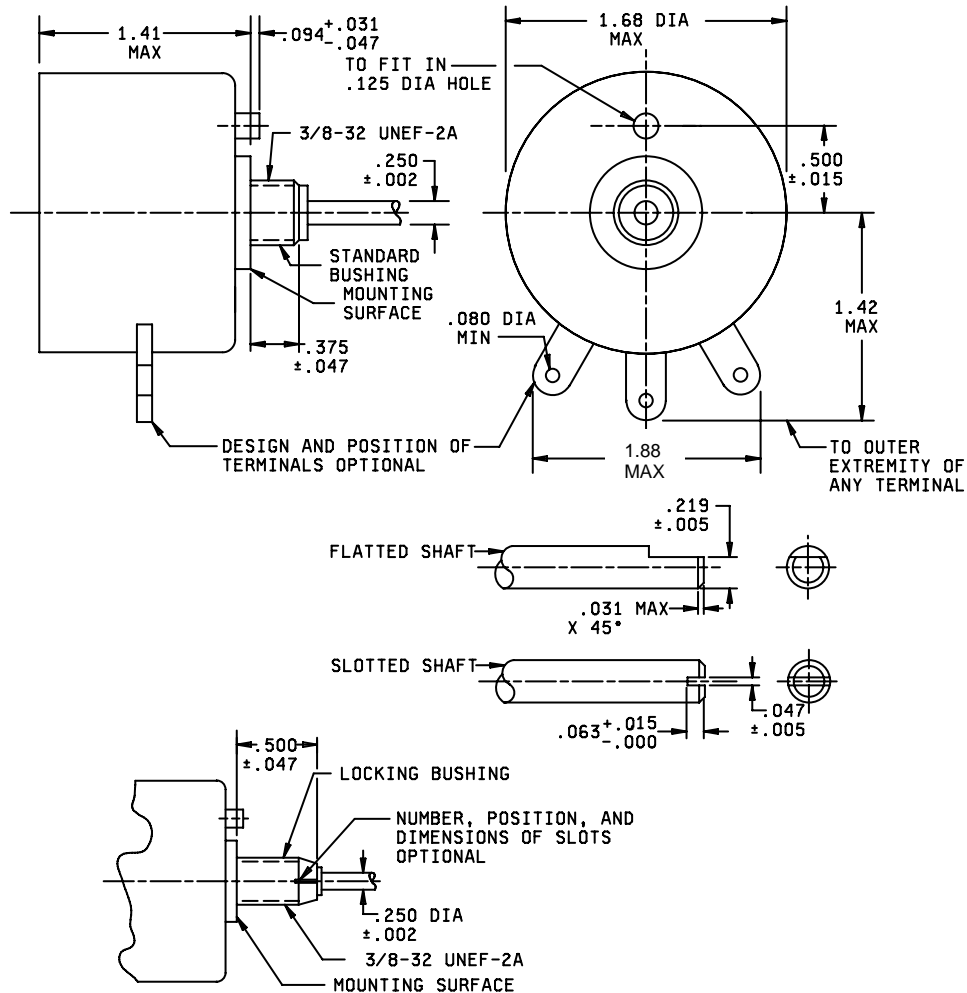 1.41
MAX
.094 +.031
-.047
TO FIT IN
.125 DIA HOLE
1.68 DIA
MAX
3/8-32 UNEF-2A
.250
±.002
.500
±.015
STANDARD
BUSHING
MOUNTING
SURFACE
.375
±.047
.080 DIA
MIN
1.42
MAX
DESIGN AND POSITION OF
TERMINALS OPTIONAL
1.88
MAX
TO OUTER
EXTREMITY OF
ANY TERMINAL
.219
±.005
FLATTED SHAFT
.031 MAX
X 45°
SLOTTED SHAFT
.063 +.015
-.000
.047
±.005
.500
±.047
LOCKING BUSHING
NUMBER, POSITION, AND
DIMENSIONS OF SLOTS
OPTIONAL
.250 DIA
±.002
3/8-32 UNEF-2A
MOUNTING SURFACE